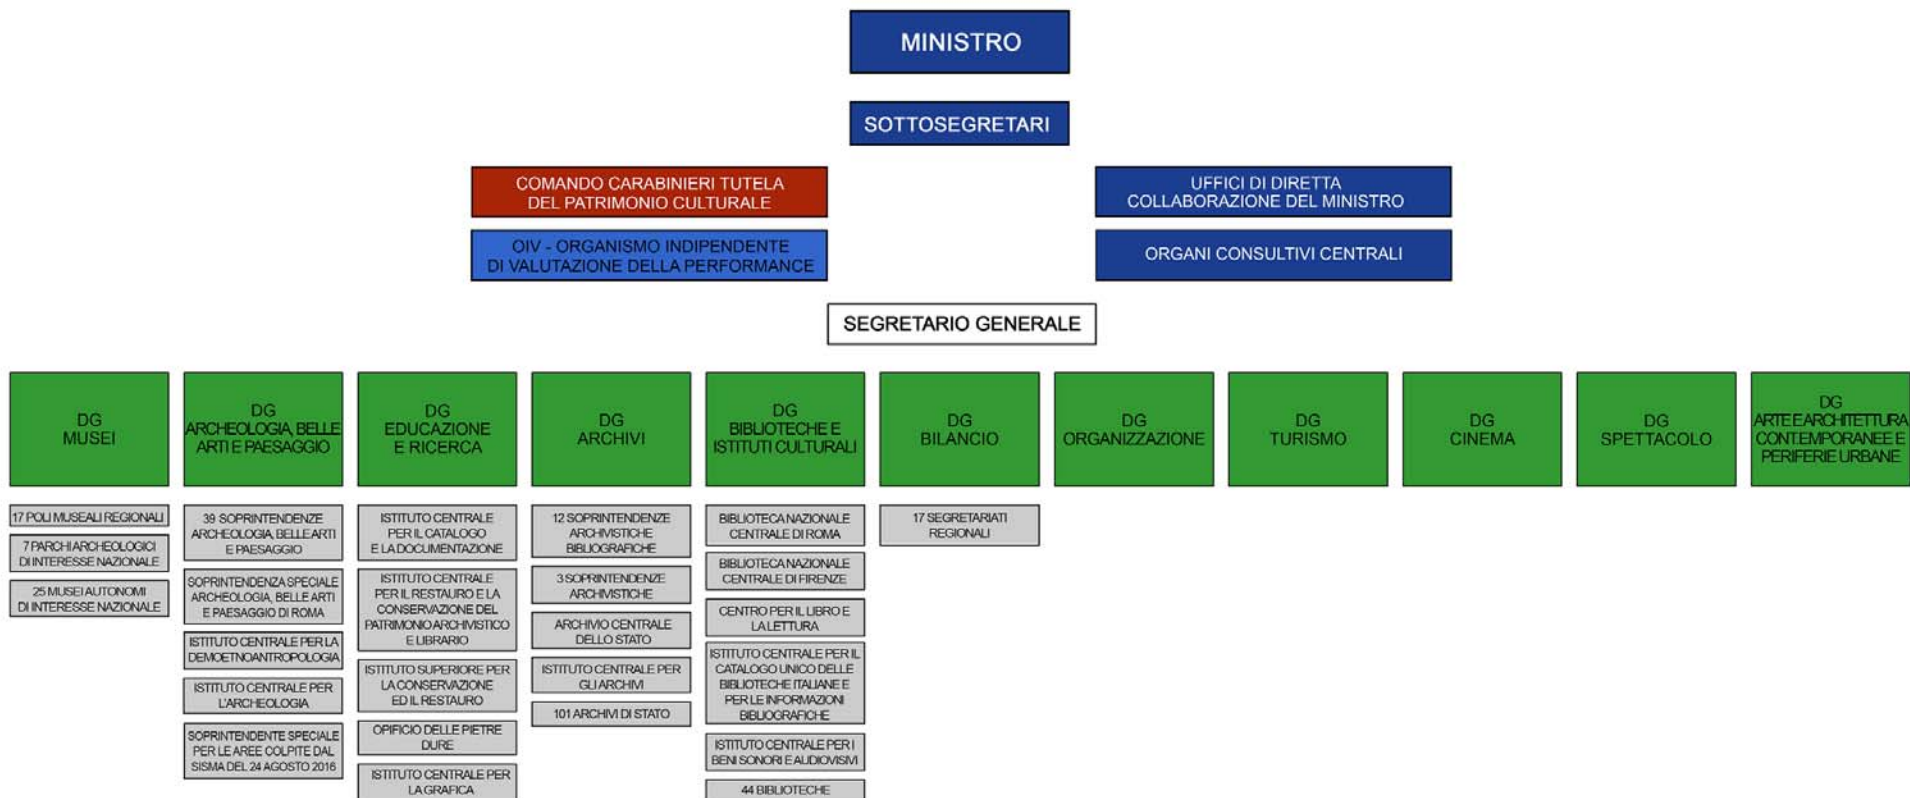 MINISTRO
SOTTOSEGRETARI
COMANDO CARABINIERI TUTELA
DEL PATRIMONIO CULTURALE
UFFICI DI DIRETTA
COLLABORAZIONE DEL MINISTRO
OIV - ORGANISMO INDIPENDENTE
DI VALUTAZIONE DELLA PERFORMANCE
ORGANI CONSULTIVI CENTRALI
SEGRETARIO GENERALE
DG
MUSEI
DG
ARCHEOLOGIA, BELLE
ARTI E PAESAGGIO
DG
EDUCAZIONE
E RICERCA
DG
ARCHIVI
DG
BIBLIOTECHE E
ISTITUTI CULTURALI
DG
BILANCIO
DG
ORGANIZZAZIONE
DG
TURISMO
DG
CINEMA
DG
SPETTACOLO
DG
ARTE E ARCHITETTURA
CONT.EMPORANEE E
PERIFERIE URBANE
17 POLI MUSEALI REGIONALI
7 PARCHI ARCHEOLOGICI
DI INTERESSE NAZIONALE
25 MUSEI AUTONOMI
DI INTERESSE NAZIONALE
39 SOPRINTENDENZE
ARCHEOLOGIA, BELLE ARTI
E PAESAGGIO
SOPRINTENDENZA SPECIALE
ARCHEOLOGIA, BELLE ARTI
E PAESAGGIO DI ROMA
ISTITUTO CENTRALE PER LA
DEMOETNOANTROPOLOGIA
ISTITUTO CENTRALE PER
L'ARCHEOLOGIA
SOPRINTENDENTE SPECIALE
PER LE AREE COLPITE DAL
SISMA DEL 24 AGOSTO 2016
ISTITUTO CENTRALE
PER IL CATALOGO
E LA DOCUMENTAZIONE
ISTITUTO CENTRALE
PER IL RESTAURO E LA
CONSERVAZIONE DEL
PATRIMONIO ARCHIVISTICO
E LIBRARIO
ISTITUTO SUPERIORE PER
LA CONSERVAZIONE
ED IL RESTAURO
OPIFICIO DELLE PIETRE
DURE
ISTITUTO CENTRALE PER
LA GRAFICA
12 SOPRINTENDENZE
ARCHIVISTICHE
BIBLIOGRAFICHE
3 SOPRINTENDENZE
ARCHIVISTICHE
ARCHIVIO CENTRALE
DELLO STATO
ISTITUTO CENTRALE PER
GLI ARCHIVI
101 ARCHIVI DI STATO
BIBLIOTECA NAZIONALE
CENTRALE DI ROMA
BIBLIOTECA NAZIONALE
CENTRALE DI FIRENZE
CENTRO PER IL LIBRO E
LA LETTURA
ISTITUTO CENTRALE PER IL
CATALOGO UNICO DELLE
BIBLIOTECHE ITALIANE E
PER LE INFORMAZIONI
BIBLIOGRAFICHE
ISTITUTO CENTRALE PER I
BENI SONORI E AUDIOVISIVI
44 BIBLIOTECHE
17 SEGRETARIATI
REGIONALI